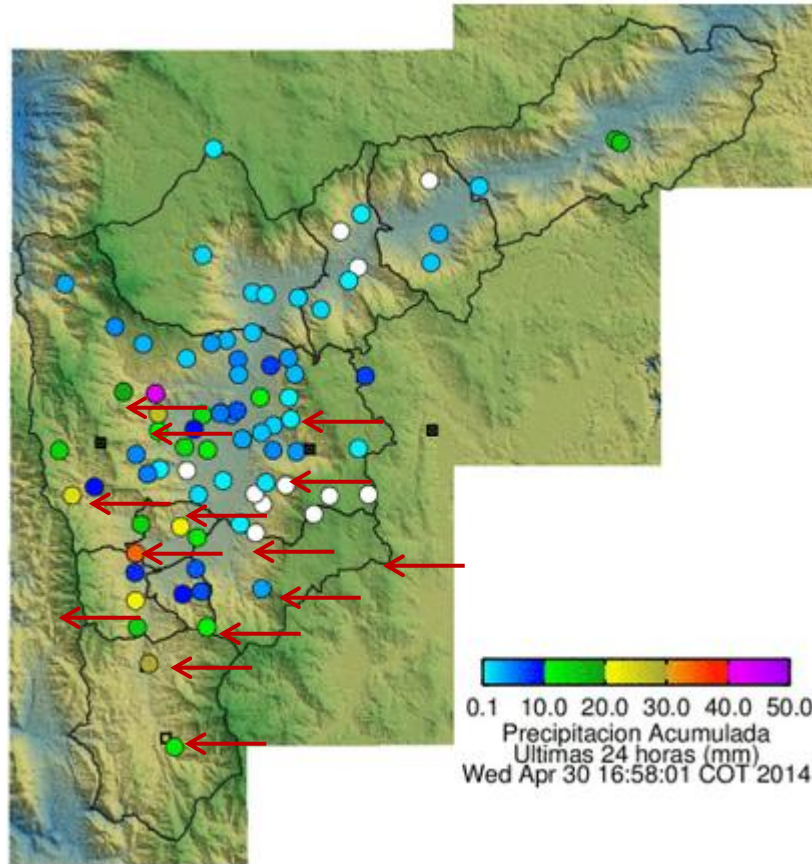 0.1 10.0 20.0 30.0 40.0 50.0
Precipitacion Acumulada
Ultimas 24 horas (mm)
Wed Apr 30 16:58:01 COT 2014